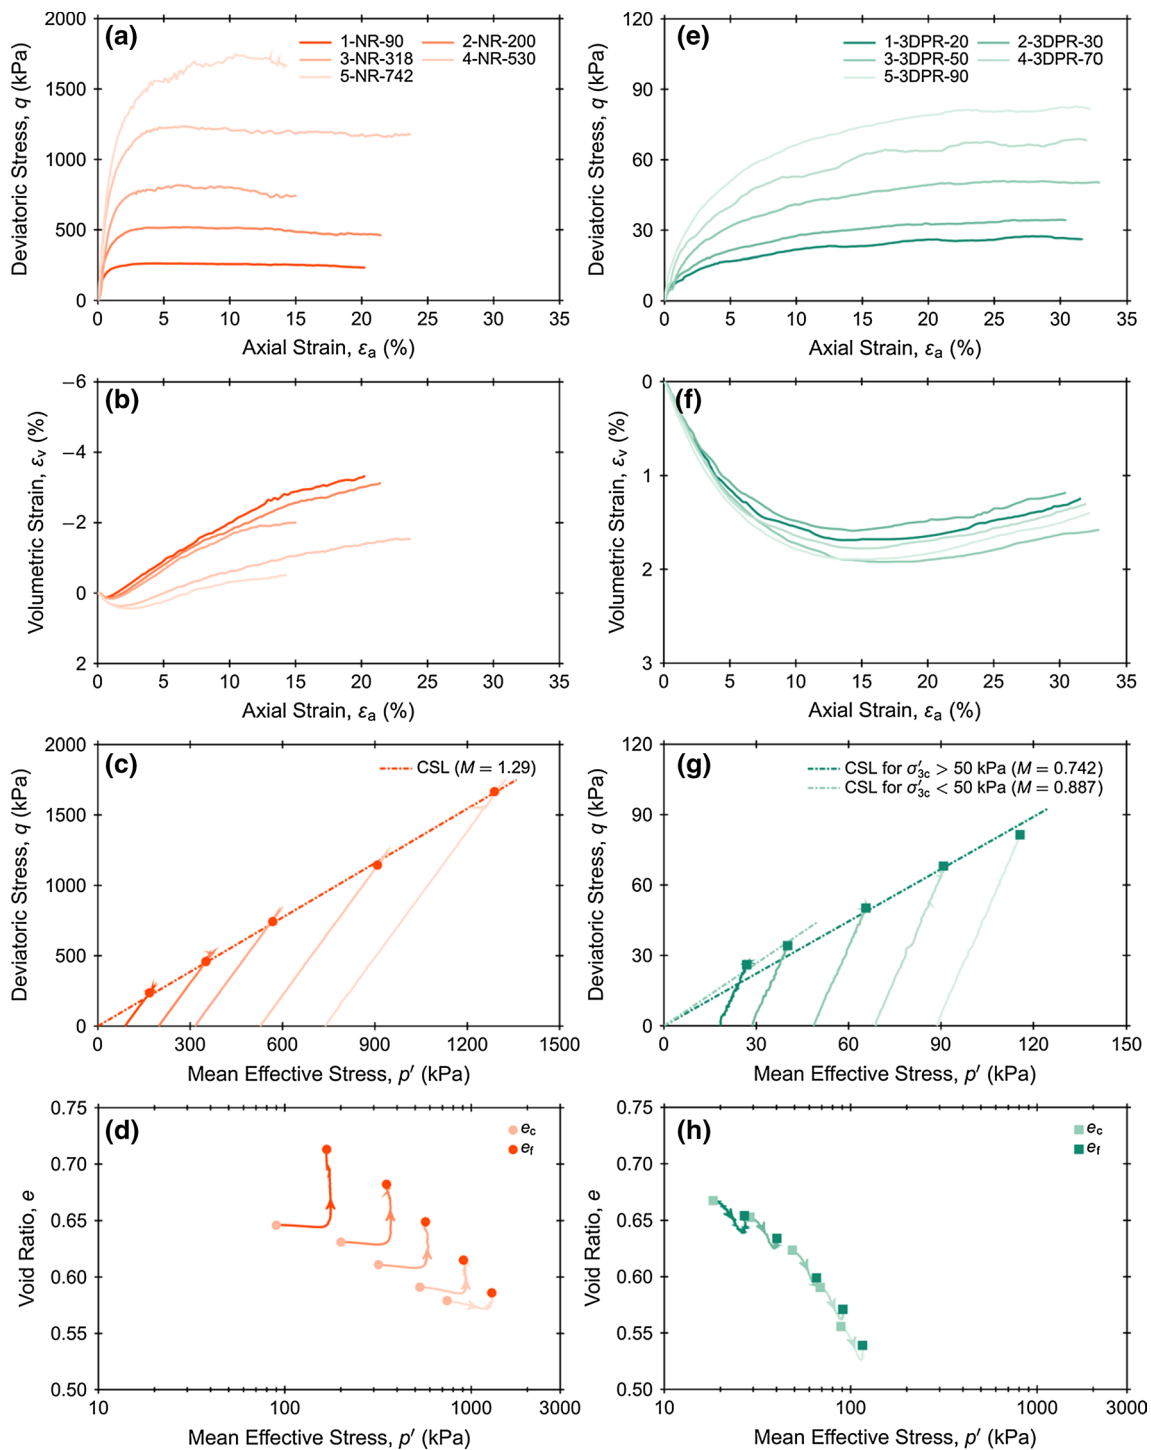 (a)
2000
1500
1000
500
0
Deviatoric Stress, q (kPa)
1-NR-90 2-NR-200
3-NR-318 4-NR-530
5-NR-742
0 5 10 15 20 25 30 35
Axial Strain, εa (%)
(e)
120
90
60
30
0
Deviatoric Stress, q (kPa)
1-3DPR-20 2-3DPR-30
3-3DPR-50 4-3DPR-70
5-3DPR-90
0 5 10 15 20 25 30 35
Axial Strain, εa (%)
(b)
−6
−4
−2
0
2
Volumetric Strain, εv (%)
0 5 10 15 20 25 30 35
Axial Strain, εa (%)
(f)
0
1
2
3
Volumetric Strain, εv (%)
0 5 10 15 20 25 30 35
Axial Strain, εa (%)
(c)
2000
1500
1000
500
0
Deviatoric Stress, q (kPa)
CSL (M = 1.29)
0 300 600 900 1200 1500
Mean Effective Stress, p′ (kPa)
(g)
120
90
60
30
0
Deviatoric Stress, q (kPa)
CSL for σ′3c > 50 kPa (M = 0.742)
CSL for σ′3c < 50 kPa (M = 0.887)
0 30 60 90 120 150
Mean Effective Stress, p′ (kPa)
(d)
0.75
0.70
0.65
0.60
0.55
0.50
Void Ratio, e
ec
ef
10 100 1000 3000
Mean Effective Stress, p′ (kPa)
(h)
0.75
0.70
0.65
0.60
0.55
0.50
Void Ratio, e
ec
ef
10 100 1000 3000
Mean Effective Stress, p′ (kPa)